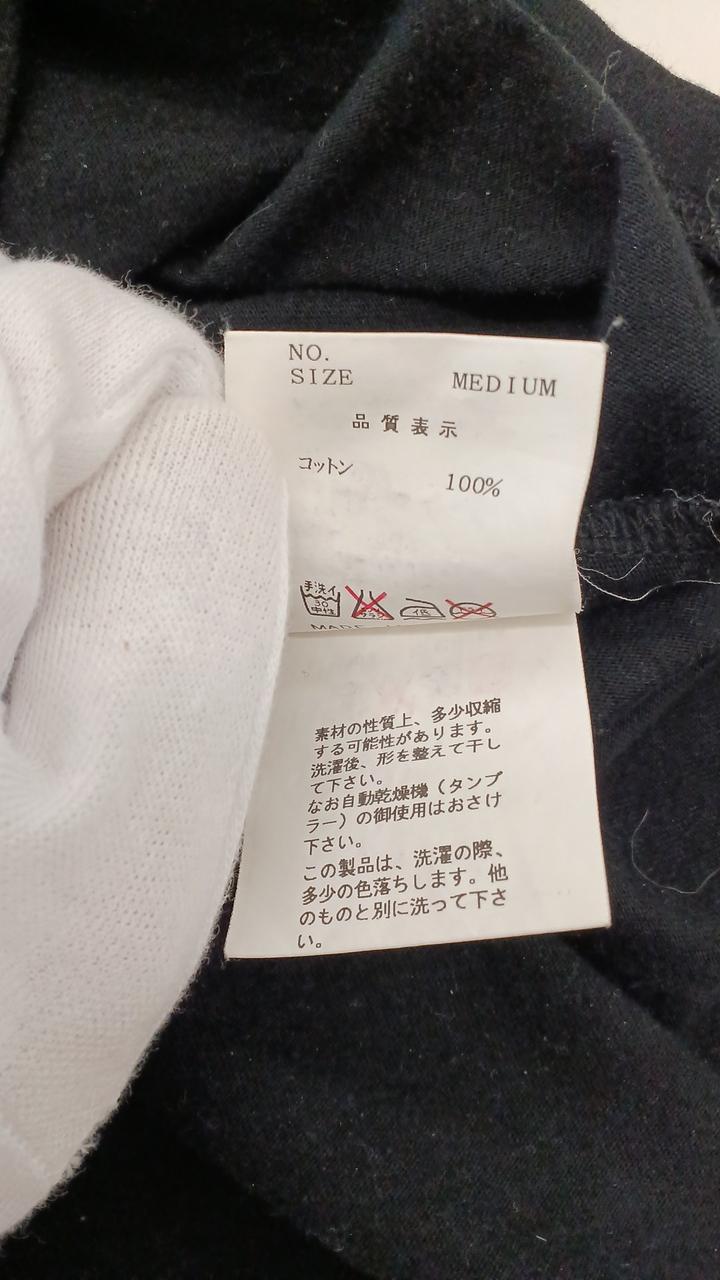 NO.
SIZE MEDIUM
品質表示
コットン 100%
手洗イ
30
中性
低
MADE
素材の性質上、多少収縮
する可能性があります。
洗濯後、形を整えて干し
て下さい。
なお自動乾燥機（タンブ
ラー）の御使用はおさけ
下さい。
この製品は、洗濯の際、
多少の色落ちします。他
のものと別に洗って下さ
い。